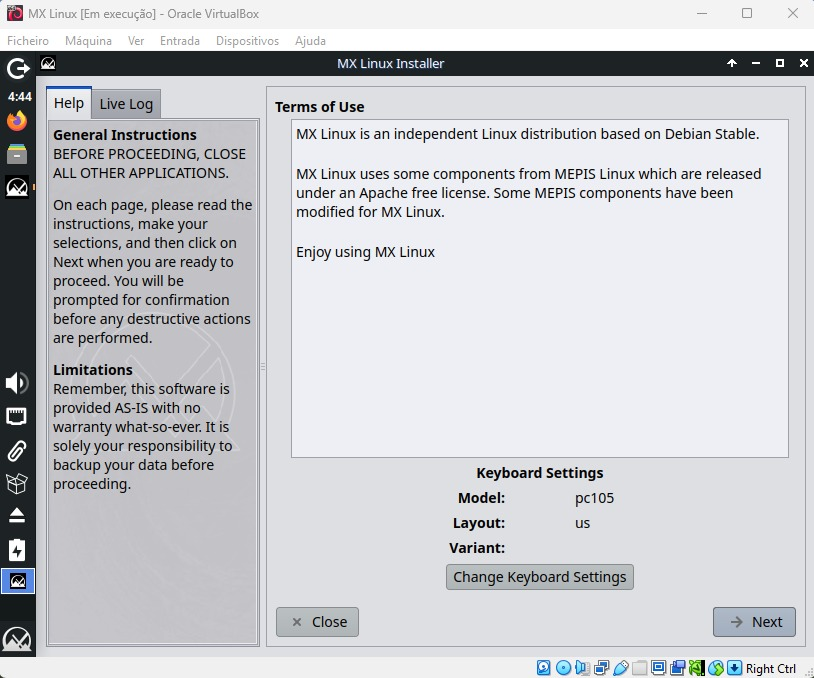 MX Linux [Em execução] - Oracle VirtualBox
Ficheiro Máquina Ver Entrada Dispositivos Ajuda
MX Linux Installer
4:44
Help Live Log
General Instructions
BEFORE PROCEEDING, CLOSE
ALL OTHER APPLICATIONS.
On each page, please read the
instructions, make your
selections, and then click on
Next when you are ready to
proceed. You will be
prompted for confirmation
before any destructive actions
are performed.
Limitations
Remember, this software is
provided AS-IS with no
warranty what-so-ever. It is
solely your responsibility to
backup your data before
proceeding.
Terms of Use
MX Linux is an independent Linux distribution based on Debian Stable.
MX Linux uses some components from MEPIS Linux which are released
under an Apache free license. Some MEPIS components have been
modified for MX Linux.
Enjoy using MX Linux
Keyboard Settings
Model: pc105
Layout: us
Variant:
Change Keyboard Settings
Close
Next
Right Ctrl